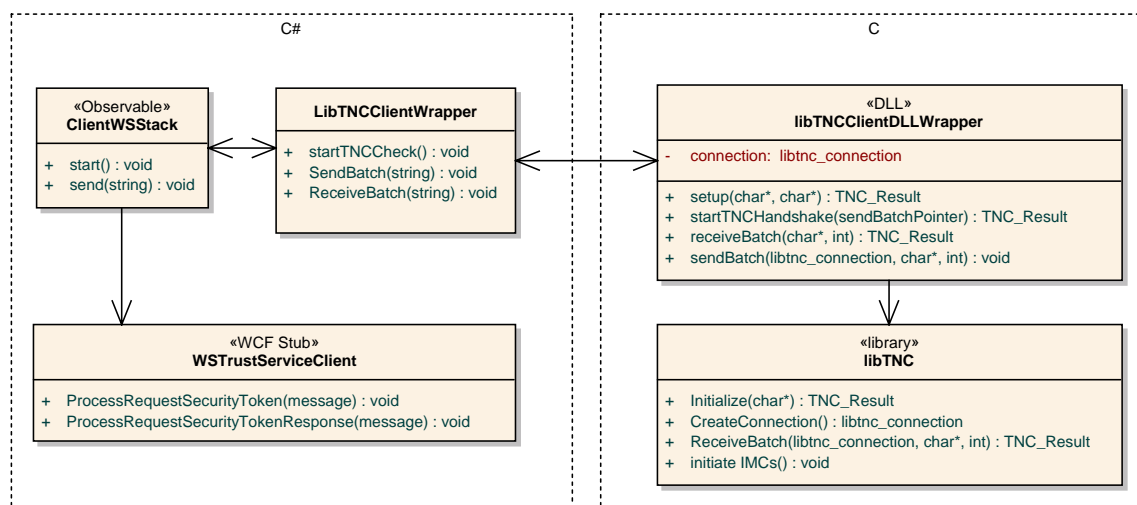 C#
«Observable»
ClientWSStack
+ start() : void
+ send(string) : void
LibTNCClientWrapper
+ startTNCCheck() : void
+ SendBatch(string) : void
+ ReceiveBatch(string) : void
«WCF Stub»
WSTrustServiceClient
+ ProcessRequestSecurityToken(message) : void
+ ProcessRequestSecurityTokenResponse(message) : void
C
«DLL»
libTNCClientDLLWrapper
- connection: libtnc_connection
+ setup(char*, char*) : TNC_Result
+ startTNCHandshake(sendBatchPointer) : TNC_Result
+ receiveBatch(char*, int) : TNC_Result
+ sendBatch(libtnc_connection, char*, int) : void
«library»
libTNC
+ Initialize(char*) : TNC_Result
+ CreateConnection() : libtnc_connection
+ ReceiveBatch(libtnc_connection, char*, int) : TNC_Result
+ initiate IMCs() : void